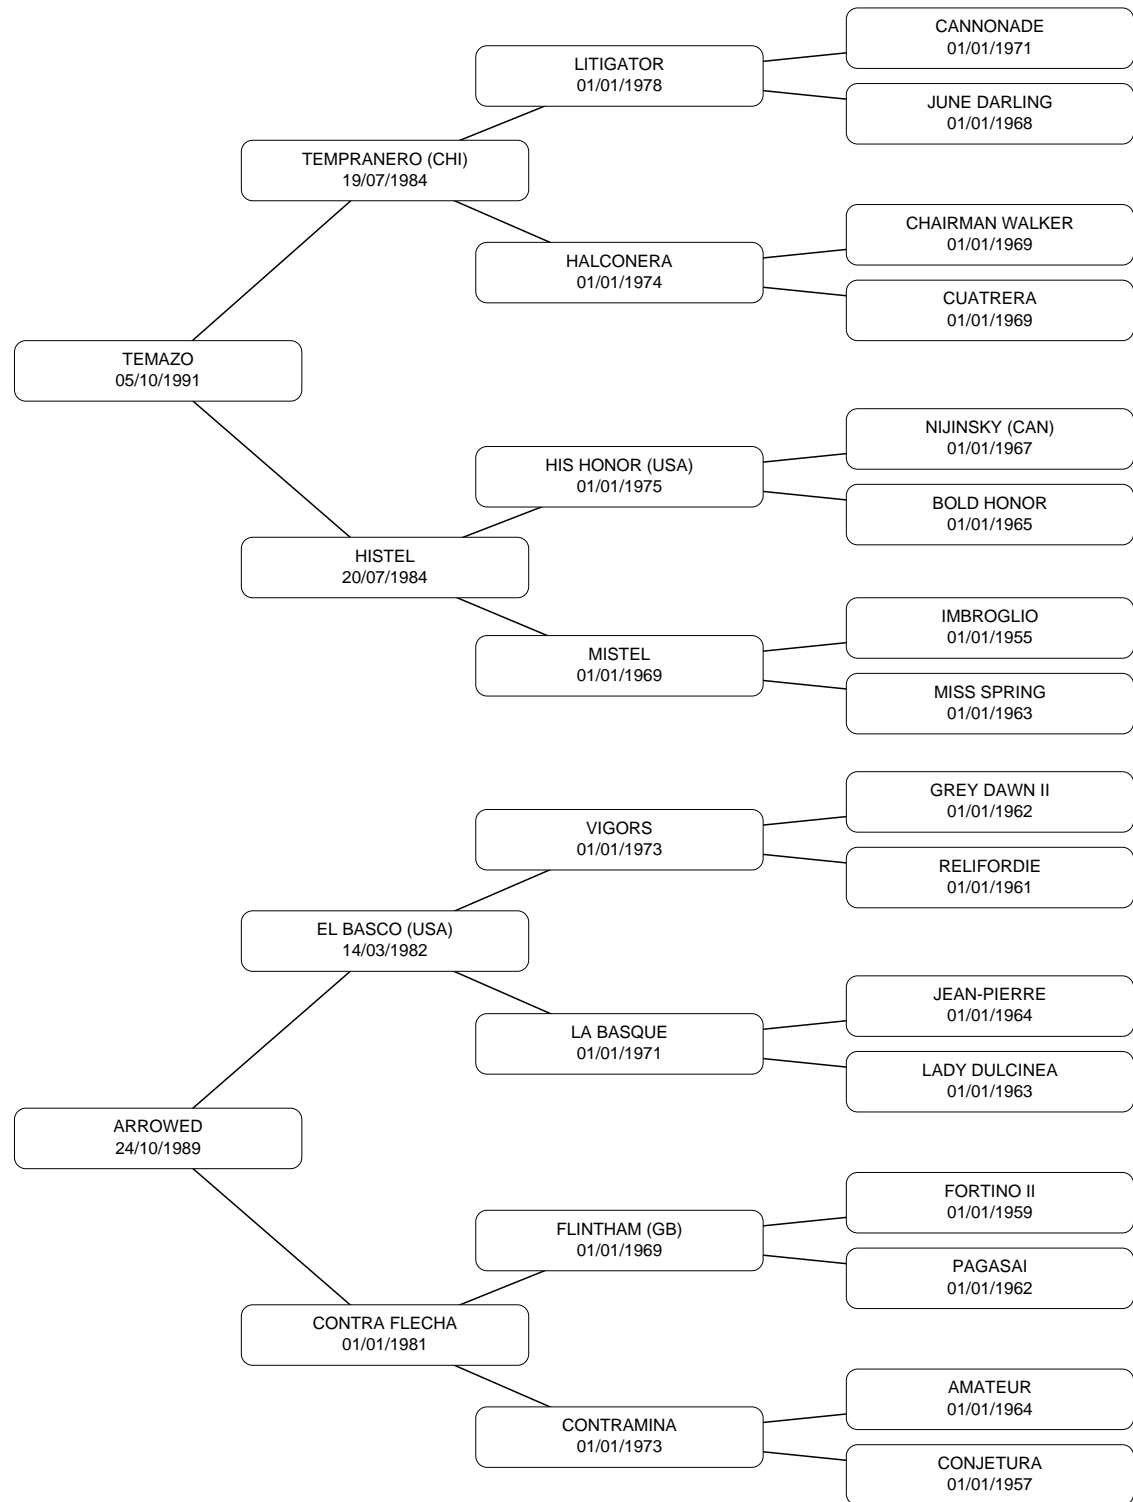 CANNONADE
01/01/1971
LITIGATOR
01/01/1978
JUNE DARLING
01/01/1968
TEMPRANERO (CHI)
19/07/1984
CHAIRMAN WALKER
01/01/1969
HALCONERA
01/01/1974
CUATRERA
01/01/1969
TEMAZO
05/10/1991
NIJINSKY (CAN)
01/01/1967
HIS HONOR (USA)
01/01/1975
BOLD HONOR
01/01/1965
HISTEL
20/07/1984
IMBROGLIO
01/01/1955
MISTEL
01/01/1969
MISS SPRING
01/01/1963
GREY DAWN II
01/01/1962
VIGORS
01/01/1973
RELIFORDIE
01/01/1961
EL BASCO (USA)
14/03/1982
JEAN-PIERRE
01/01/1964
LA BASQUE
01/01/1971
LADY DULCINEA
01/01/1963
ARROWED
24/10/1989
FORTINO II
01/01/1959
FLINTHAM (GB)
01/01/1969
PAGASAI
01/01/1962
CONTRA FLECHA
01/01/1981
AMATEUR
01/01/1964
CONTRAMINA
01/01/1973
CONJETURA
01/01/1957